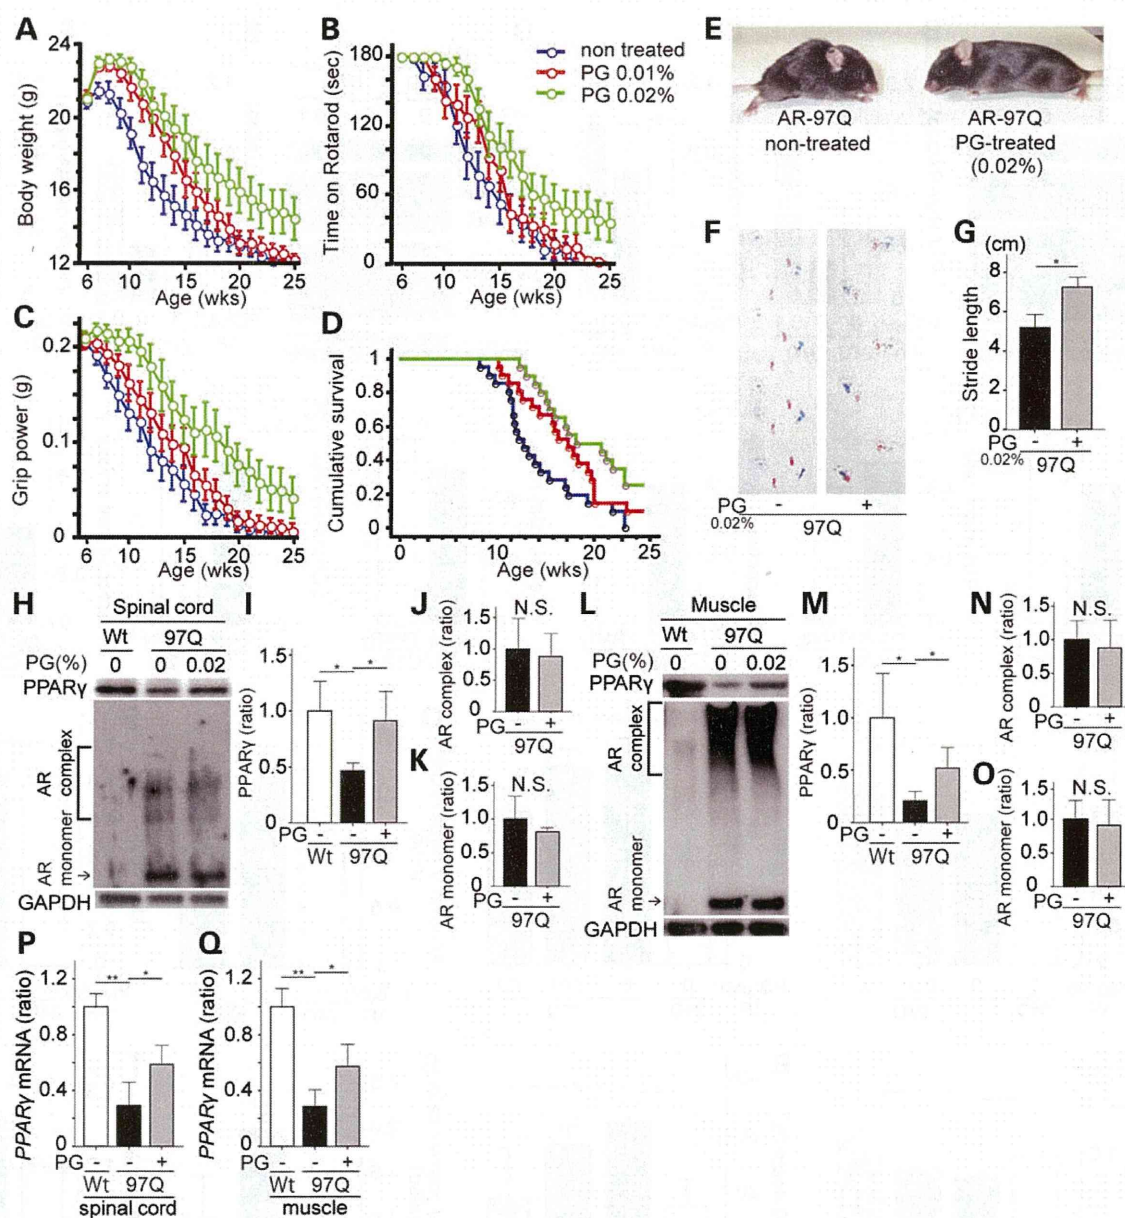 A
Body weight (g)
24
20
16
12
6 10 15 20 25
Age (wks)
B
Time on Rotarod (sec)
180
120
60
0
6 10 15 20 25
Age (wks)
non treated
PG 0.01%
PG 0.02%
C
Grip power (g)
0.2
0.1
0
6 10 15 20 25
Age (wks)
D
Cumulative survival
1
0.8
0.6
0.4
0.2
0
0 10 20 25
Age (wks)
E
AR-97Q
non-treated
AR-97Q
PG-treated
(0.02%)
F
PG - +
0.02%
97Q
G
(cm)
Stride length
8
6
4
2
0
*
PG - +
0.02%
97Q
H
Spinal cord
Wt 97Q
PG(%) 0 0 0.02
PPARγ
AR complex
AR monomer →
GAPDH
I
PPARγ (ratio)
1.5
1.0
0.5
0
* *
PG - - +
Wt 97Q
J
AR complex (ratio)
1.5
1.0
0.5
0
N.S.
PG - +
97Q
K
AR monomer (ratio)
1.5
1.0
0.5
0
N.S.
PG - +
97Q
L
Muscle
Wt 97Q
PG(%) 0 0 0.02
PPARγ
AR complex
AR monomer →
GAPDH
M
PPARγ (ratio)
1.5
1.0
0.5
0
* *
PG - - +
Wt 97Q
N
AR complex (ratio)
1.5
1.0
0.5
0
N.S.
PG - +
97Q
O
AR monomer (ratio)
1.5
1.0
0.5
0
N.S.
PG - +
97Q
P
PPARγ mRNA (ratio)
1.2
0.8
0.4
0
** *
PG - - +
Wt 97Q
spinal cord
Q
PPARγ mRNA (ratio)
1.2
0.8
0.4
0
** *
PG - - +
Wt 97Q
muscle